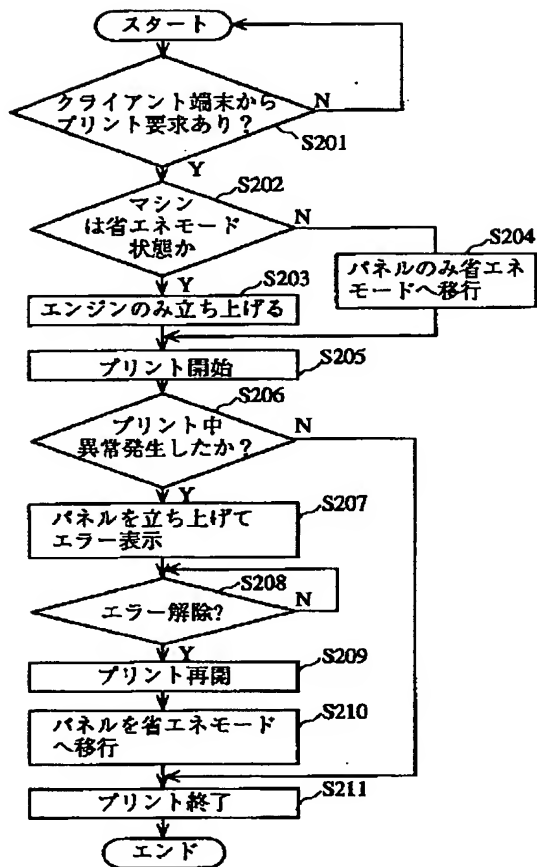 スタート
クライアント端末から
プリント要求あり?
N
S201
Y
S202
マシン
は省エネモード
状態か
N
S204
パネルのみ省エネ
モードへ移行
Y
S203
エンジンのみ立ち上げる
S205
プリント開始
S206
プリント中
異常発生したか?
N
Y
S207
パネルを立ち上げて
エラー表示
S208
エラー解除?
N
Y
S209
プリント再開
S210
パネルを省エネモード
へ移行
S211
プリント終了
エンド